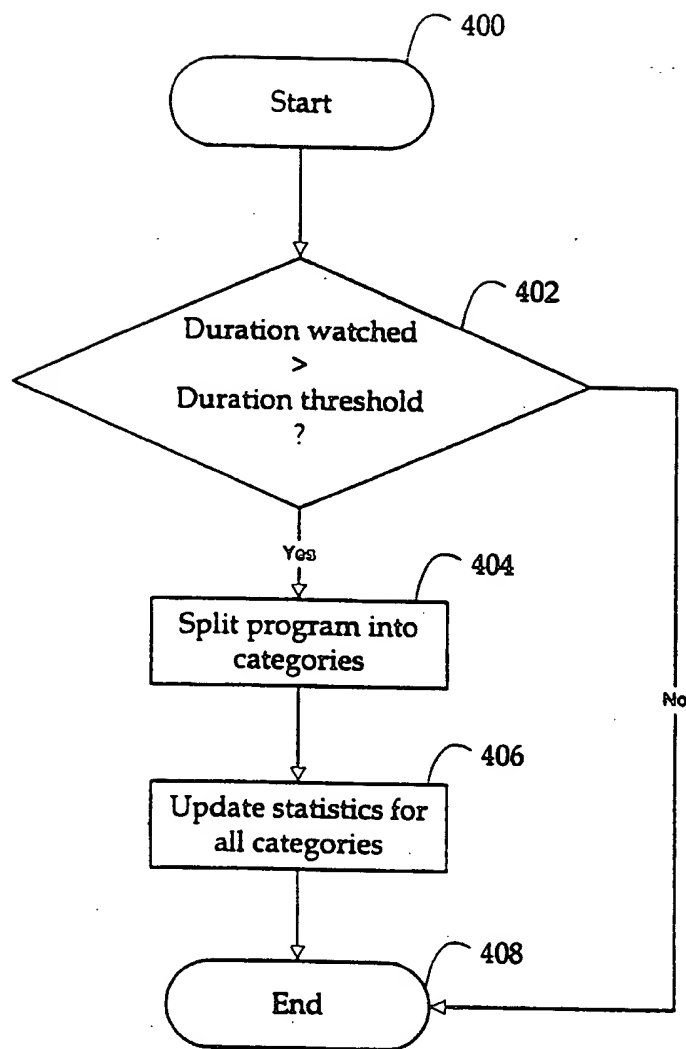 400
Start
402
Duration watched
>
Duration threshold
?
Yes
404
Split program into
categories
No
406
Update statistics for
all categories
408
End